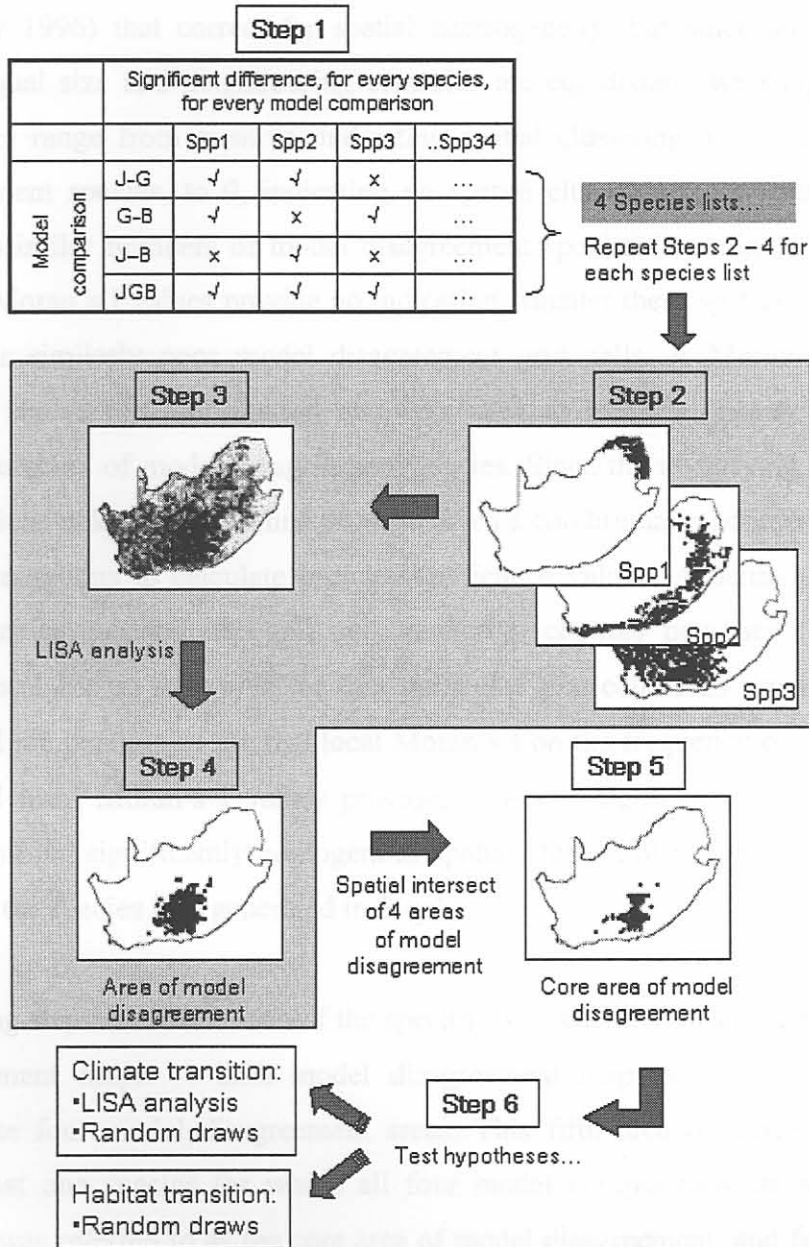 Step 1
Significant difference, for every species,
for every model comparison
Spp1 Spp2 Spp3 ...Spp34
Model
comparison
J-G √ √ × ...
G-B √ × √ ...
J-B × √ × ...
JGB √ √ √ ...
4 Species lists...
Repeat Steps 2 – 4 for
each species list
Step 3
Step 2
Spp1
Spp
Spp3
LISA analysis
Step 4
Area of model
disagreement
Spatial intersect
of 4 areas
of model
disagreement
Step 5
Core area of model
disagreement
Climate transition:
▪LISA analysis
▪Random draws
Habitat transition:
▪Random draws
Step 6
Test hypotheses...